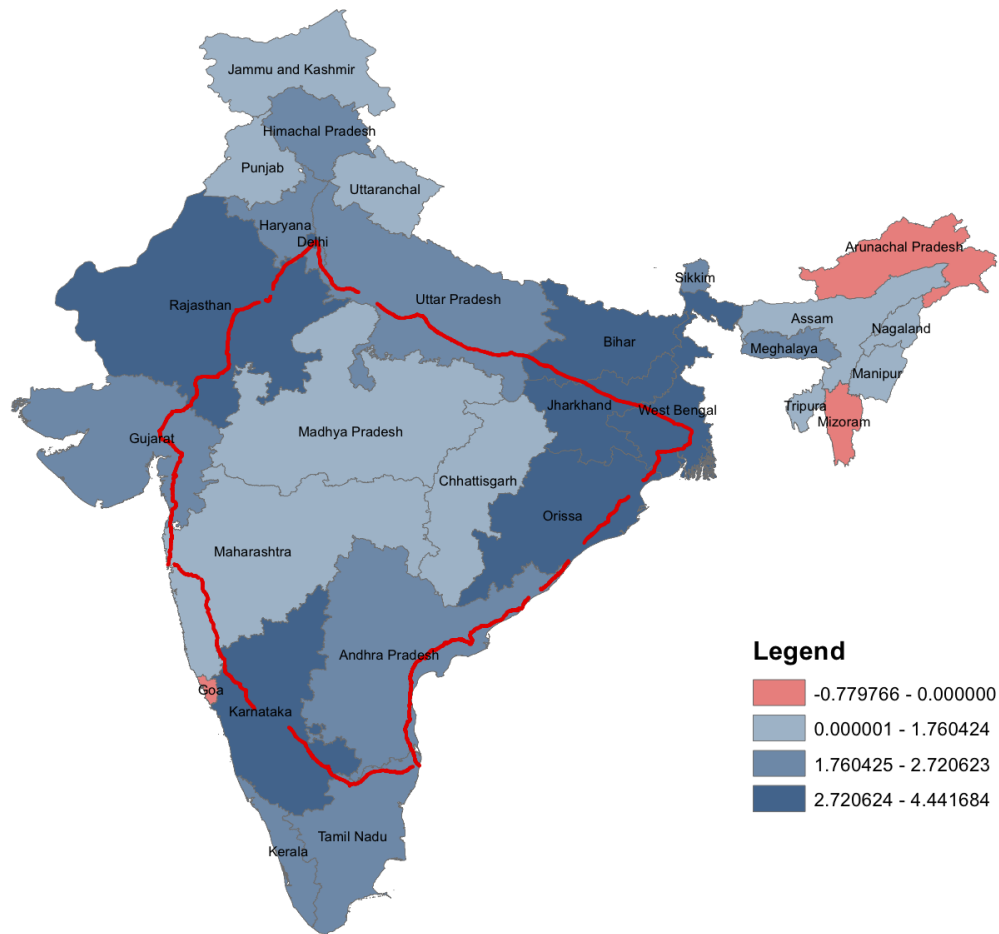 Jammu and Kashmir
Himachal Pradesh
Punjab
Uttaranchal
Haryana
Delhi
Arunachal Pradesh
Sikkim
Rajasthan
Uttar Pradesh
Assam
Nagaland
Bihar
Meghalaya
Manipur
Jharkhand
West Bengal
Tripura
Mizoram
Gujarat
Madhya Pradesh
Chhattisgarh
Orissa
Maharashtra
Andhra Pradesh
Goa
Karnataka
Tamil Nadu
Kerala
Legend
-0.779766 - 0.000000
0.000001 - 1.760424
1.760425 - 2.720623
2.720624 - 4.441684